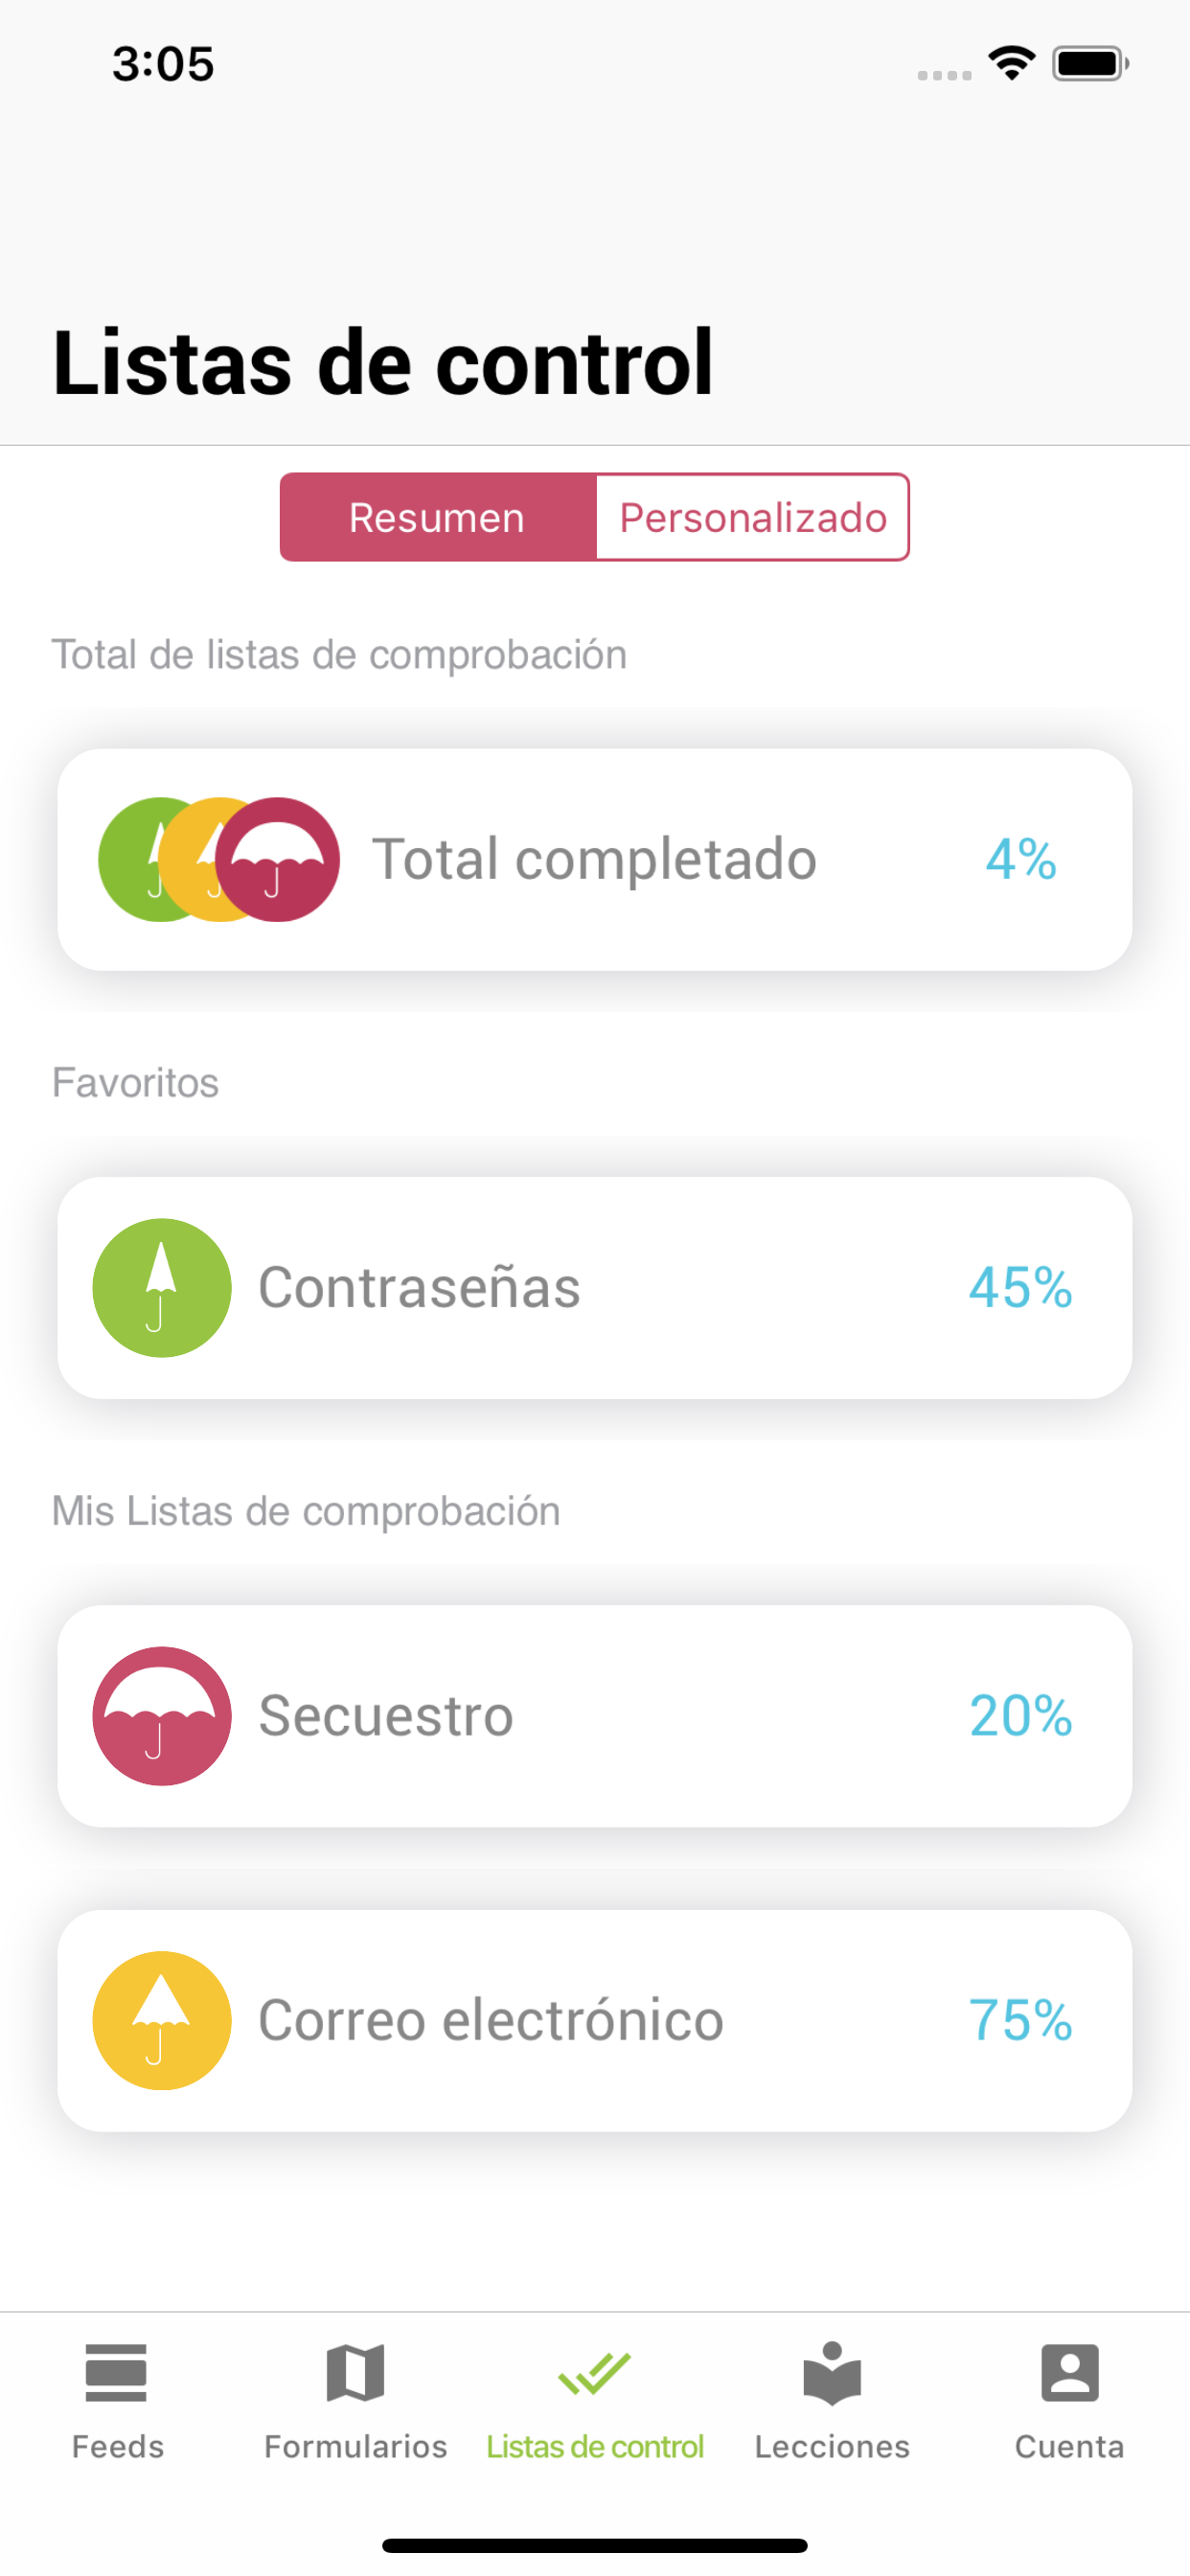 3:05
Listas de control
Resumen
Personalizado
Total de listas de comprobación
Total completado
4%
Favoritos
Contraseñas
45%
Mis Listas de comprobación
Secuestro
20%
Correo electrónico
75%
Feeds
Formularios
Listas de control
Lecciones
Cuenta